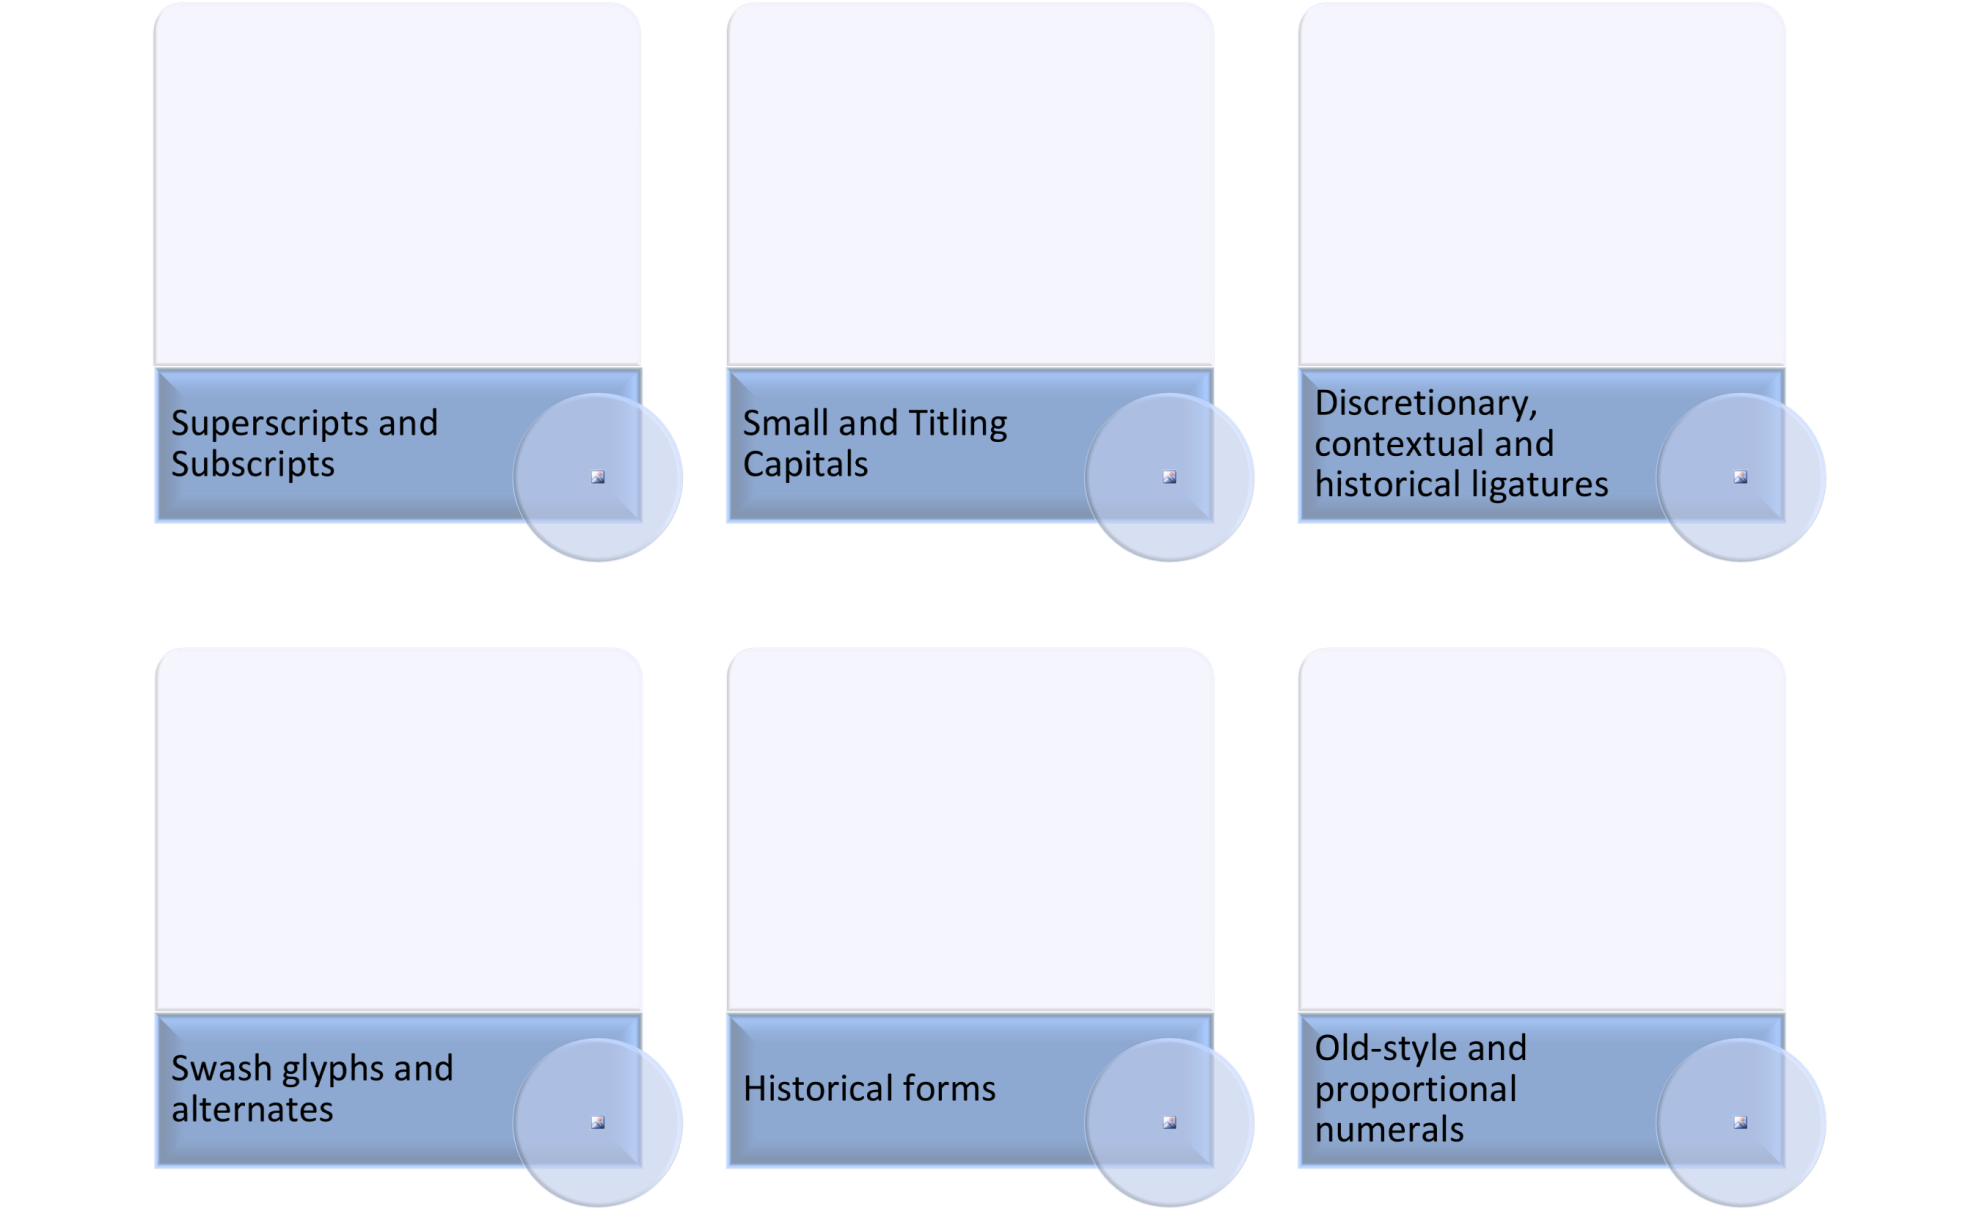 Superscripts and
Subscripts
Small and Titling
Capitals
Discretionary,
contextual and
historical ligatures
Swash glyphs and
alternates
Historical forms
Old-style and
proportional
numerals